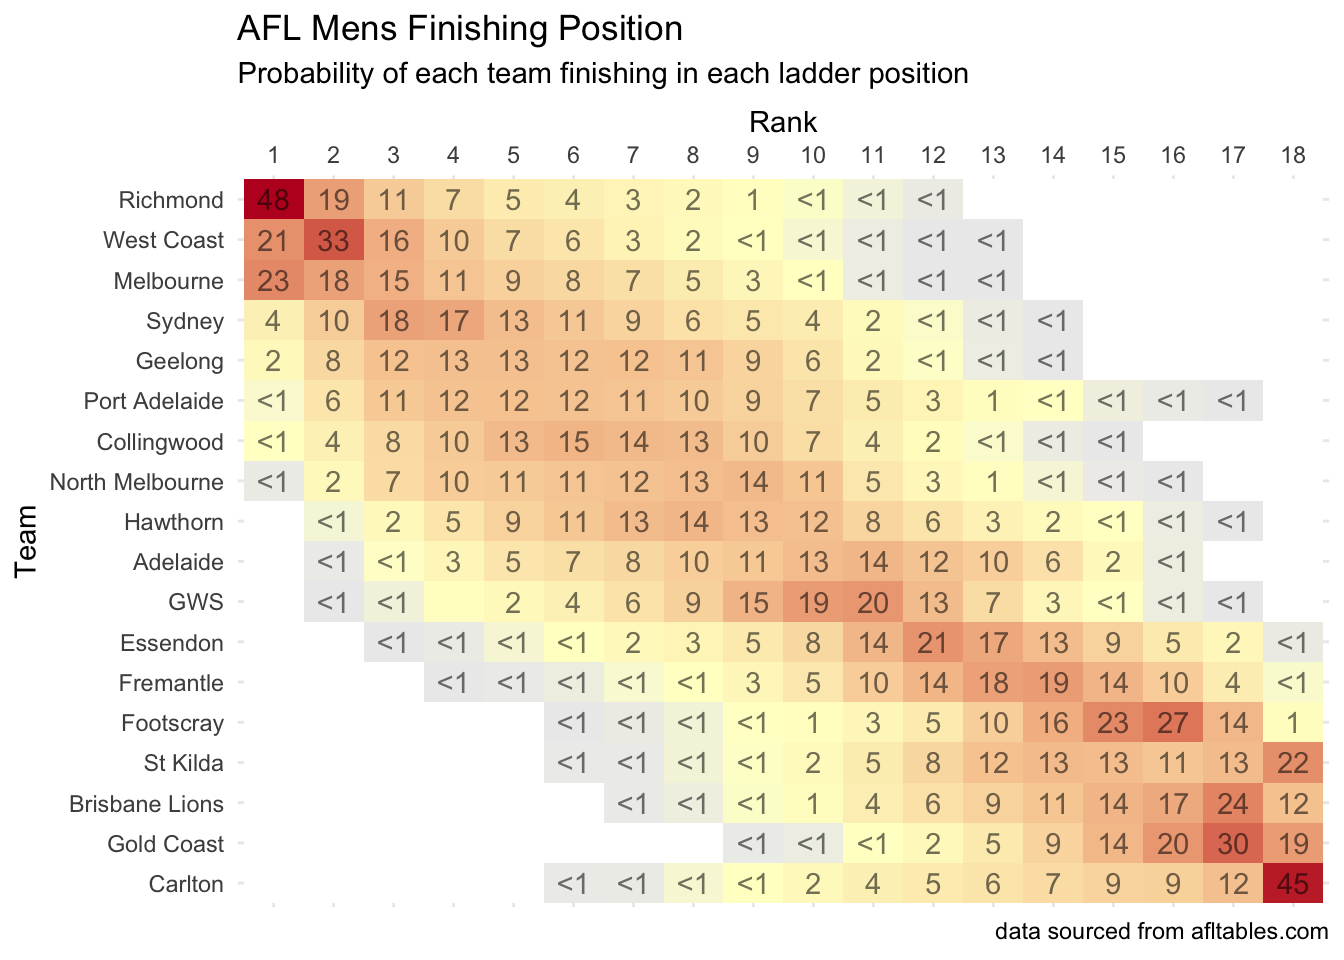 AFL Mens Finishing Position
Probability of each team finishing in each ladder position
Rank
1 2 3 4 5 6 7 8 9 10 11 12 13 14 15 16 17 18
Team
Richmond 48 19 11 7 5 4 3 2 1 <1 <1 <1
West Coast 21 33 16 10 7 6 3 2 <1 <1 <1 <1 <1
Melbourne 23 18 15 11 9 8 7 5 3 <1 <1 <1 <1
Sydney 4 10 18 17 13 11 9 6 5 4 2 <1 <1 <1
Geelong 2 8 12 13 13 12 12 11 9 6 2 <1 <1 <1
Port Adelaide <1 6 11 12 12 12 11 10 9 7 5 3 1 <1 <1 <1 <1
Collingwood <1 4 8 10 13 15 14 13 10 7 4 2 <1 <1 <1
North Melbourne <1 2 7 10 11 11 12 13 14 11 5 3 1 <1 <1 <1
Hawthorn <1 2 5 9 11 13 14 13 12 8 6 3 2 <1 <1 <1
Adelaide <1 <1 3 5 7 8 10 11 13 14 12 10 6 2 <1
GWS <1 <1 2 4 6 9 15 19 20 13 7 3 <1 <1 <1
Essendon <1 <1 <1 <1 2 3 5 8 14 21 17 13 9 5 2 <1
Fremantle <1 <1 <1 <1 <1 3 5 10 14 18 19 14 10 4 <1
Footscray <1 <1 <1 <1 1 3 5 10 16 23 27 14 1
St Kilda <1 <1 <1 <1 2 5 8 12 13 13 11 13 22
Brisbane Lions <1 <1 <1 1 4 6 9 11 14 17 24 12
Gold Coast <1 <1 <1 2 5 9 14 20 30 19
Carlton <1 <1 <1 <1 2 4 5 6 7 9 9 12 45
data sourced from afltables.com